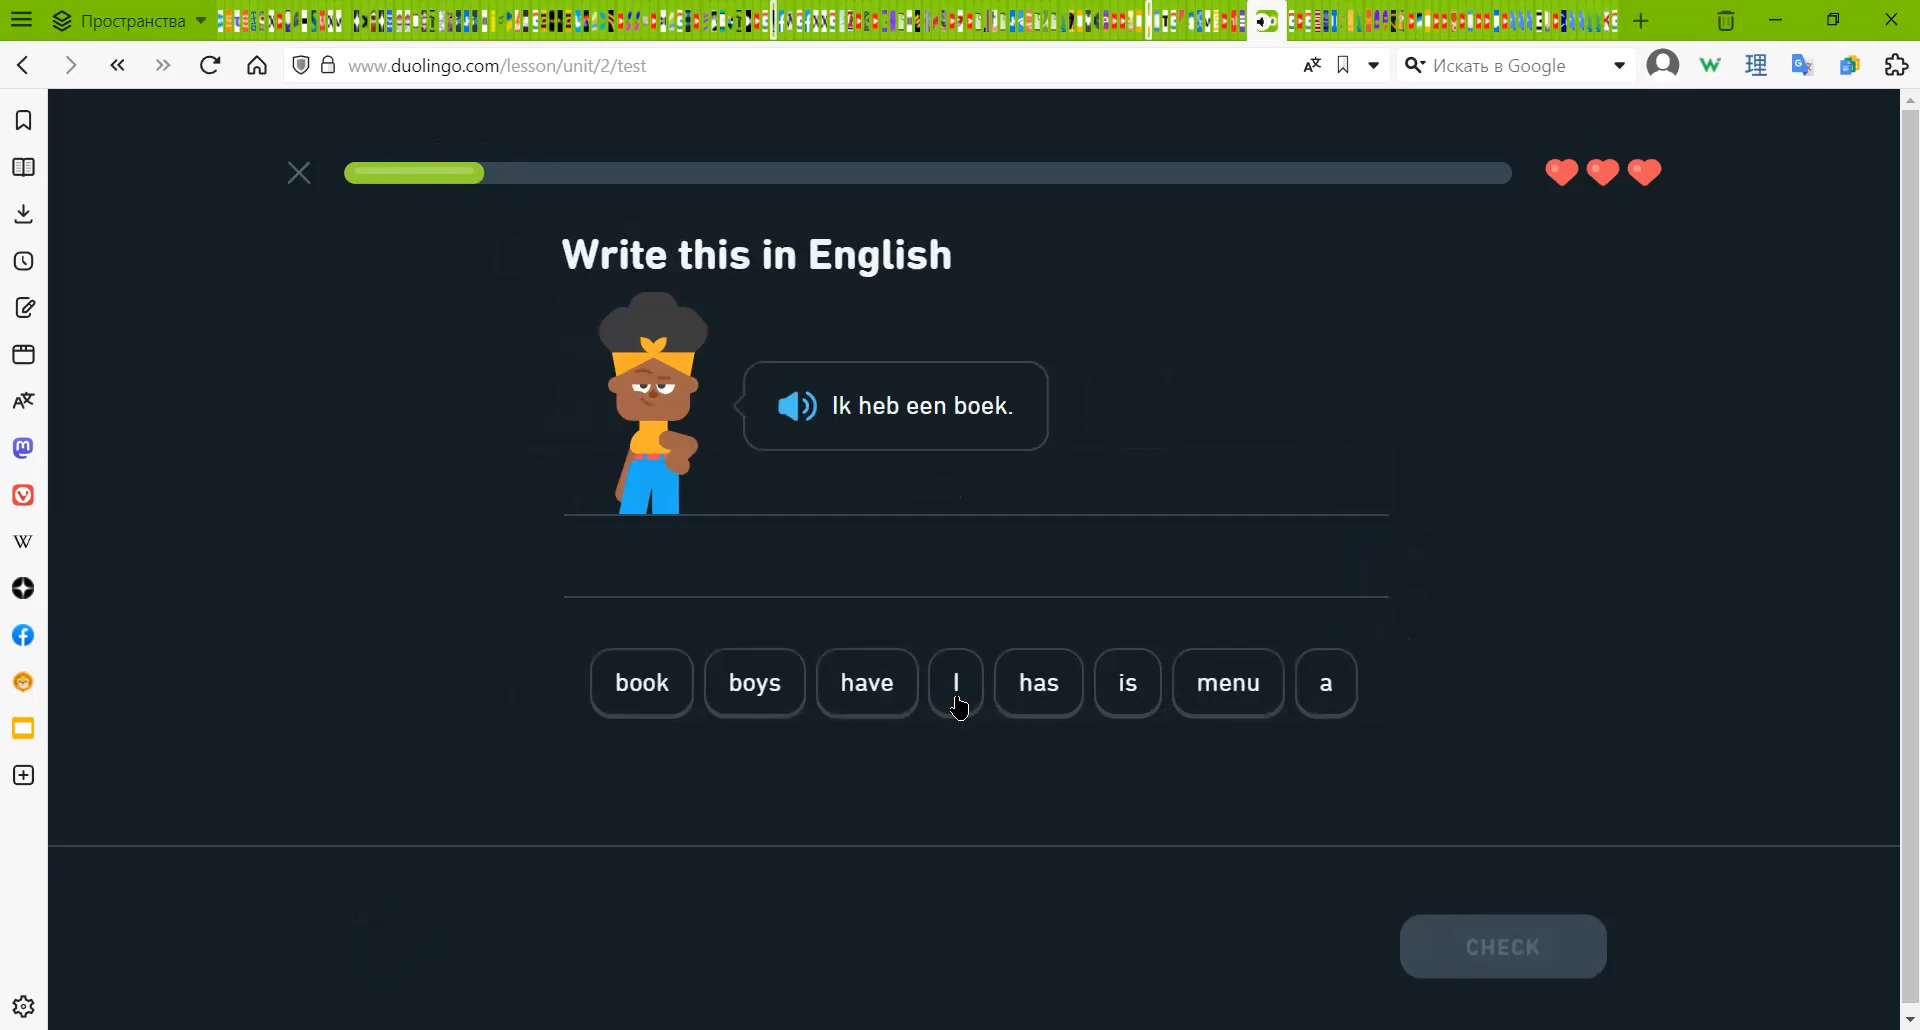 Пространства
www.duolingo.com/lesson/unit/2/test
Искать в Google
Write this in English
Ik heb een boek.
book boys have I has is menu a
CHECK